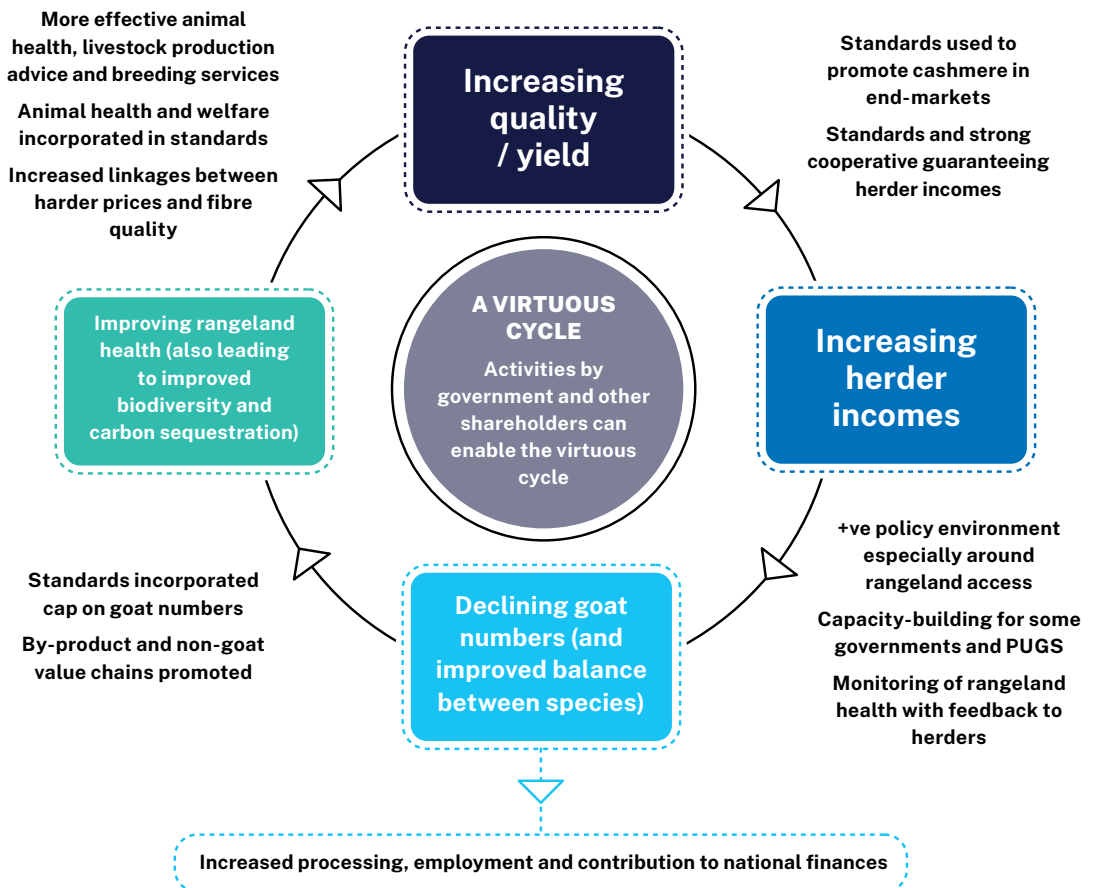 More effective animal
health, livestock production
advice and breeding services
Animal health and welfare
incorporated in standards
Increased linkages between
harder prices and fibre
quality
Increasing
quality
/ yield
Standards used to
promote cashmere in
end-markets
Standards and strong
cooperative guaranteeing
herder incomes
Improving rangeland
health (also leading
to improved
biodiversity and
carbon sequestration)
A VIRTUOUS
CYCLE
Activities by
government and other
shareholders can
enable the virtuous
cycle
Increasing
herder
incomes
Standards incorporated
cap on goat numbers
By-product and non-goat
value chains promoted
Declining goat
numbers (and
improved balance
between species)
+ve policy environment
especially around
rangeland access
Capacity-building for some
governments and PUGS
Monitoring of rangeland
health with feedback to
herders
Increased processing, employment and contribution to national finances